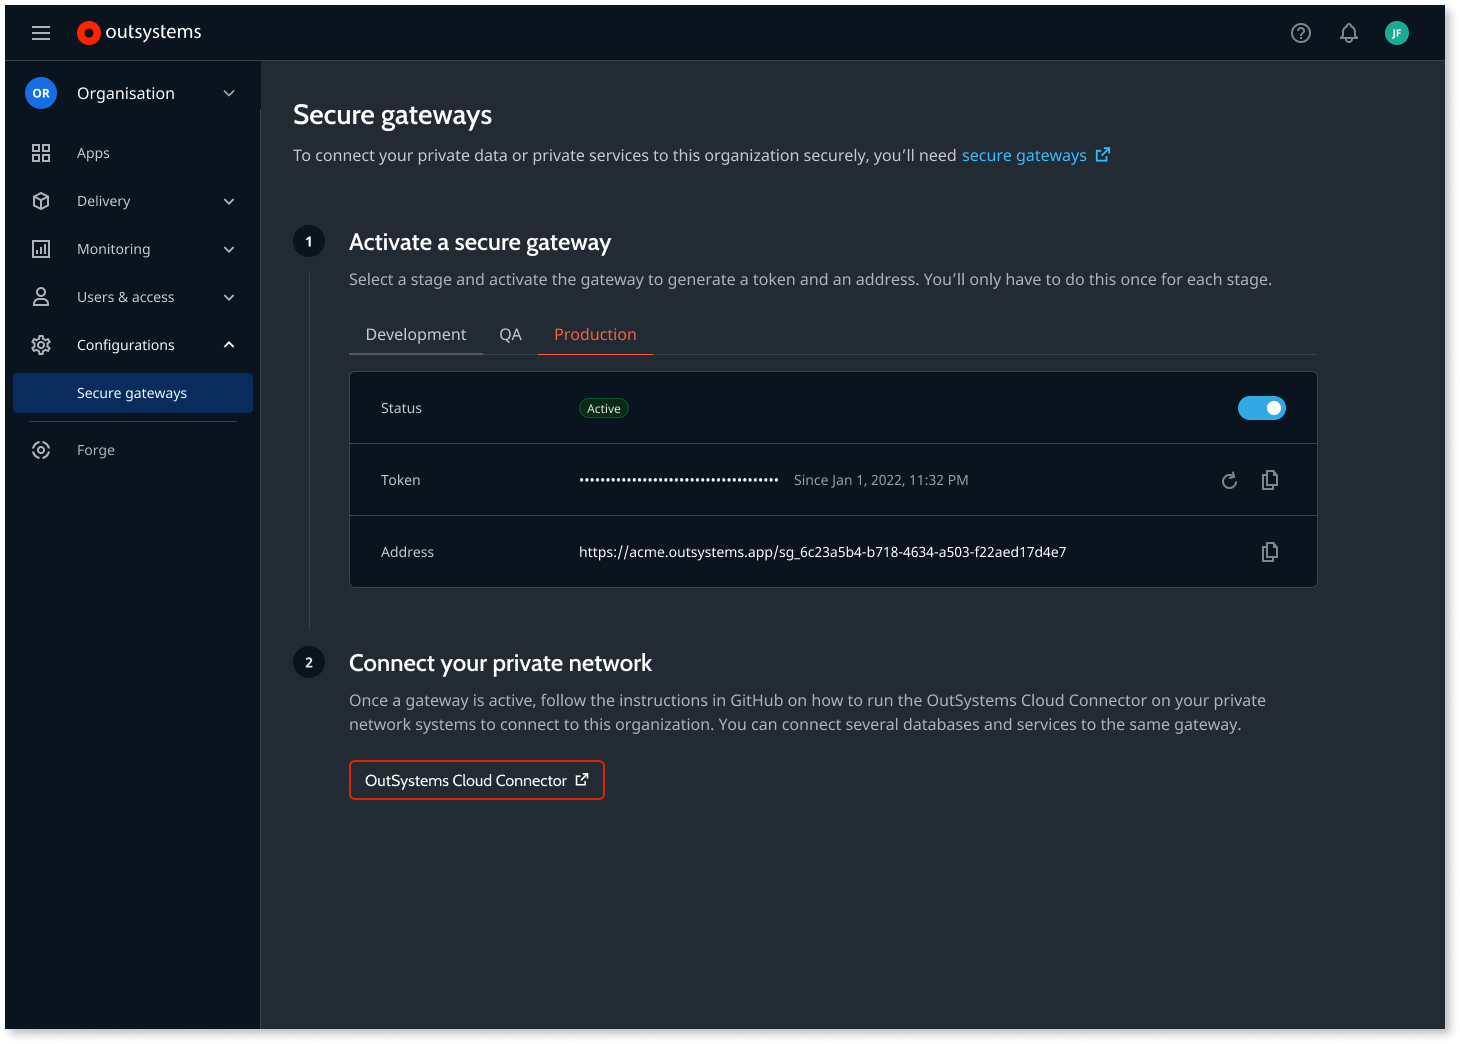 outsystems
?
JF
OR
Organisation
Apps
Delivery
Monitoring
Users & access
Configurations
Secure gateways
Forge
Secure gateways
To connect your private data or private services to this organization securely, you'll need secure gateways
1
Activate a secure gateway
Select a stage and activate the gateway to generate a token and an address. You'll only have to do this once for each stage.
Development QA Production
Status Active
Token •••••••••••••••••••••••••••••••••••••• Since Jan 1, 2022, 11:32 PM
Address https://acme.outsystems.app/sg_6c23a5b4-b718-4634-a503-f22aed17d4e7
2
Connect your private network
Once a gateway is active, follow the instructions in GitHub on how to run the OutSystems Cloud Connector on your private
network systems to connect to this organization. You can connect several databases and services to the same gateway.
OutSystems Cloud Connector